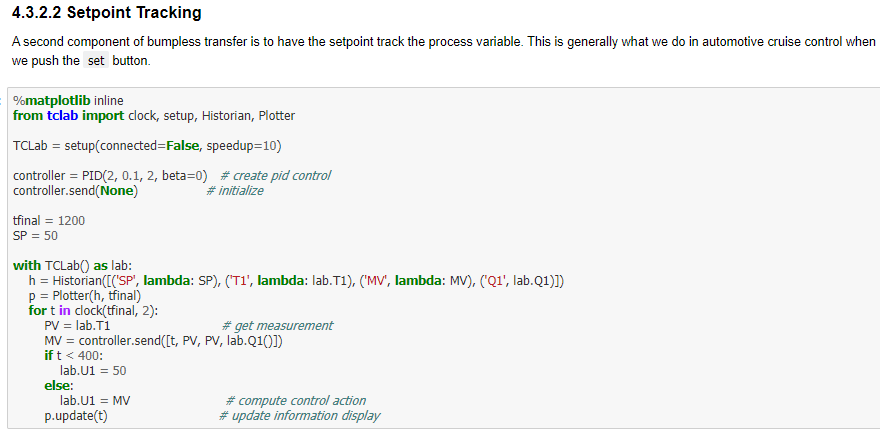 4.3.2.2 Setpoint Tracking
A second component of bumpless transfer is to have the setpoint track the process variable. This is generally what we do in automotive cruise control when
we push the set button.
%matplotlib inline
from tclab import clock, setup, Historian, Plotter
TCLab = setup(connected=False, speedup=10)
controller = PID(2, 0.1, 2, beta=0)  # create pid control
controller.send(None)  # initialize
tfinal = 1200
SP = 50
with TCLab() as lab:
    h = Historian([('SP', lambda: SP), ('T1', lambda: lab.T1), ('MV', lambda: MV), ('Q1', lab.Q1)])
    p = Plotter(h, tfinal)
    for t in clock(tfinal, 2):
        PV = lab.T1  # get measurement
        MV = controller.send([t, PV, PV, lab.Q1()])
        if t < 400:
            lab.U1 = 50
        else:
            lab.U1 = MV  # compute control action
        p.update(t)  # update information display